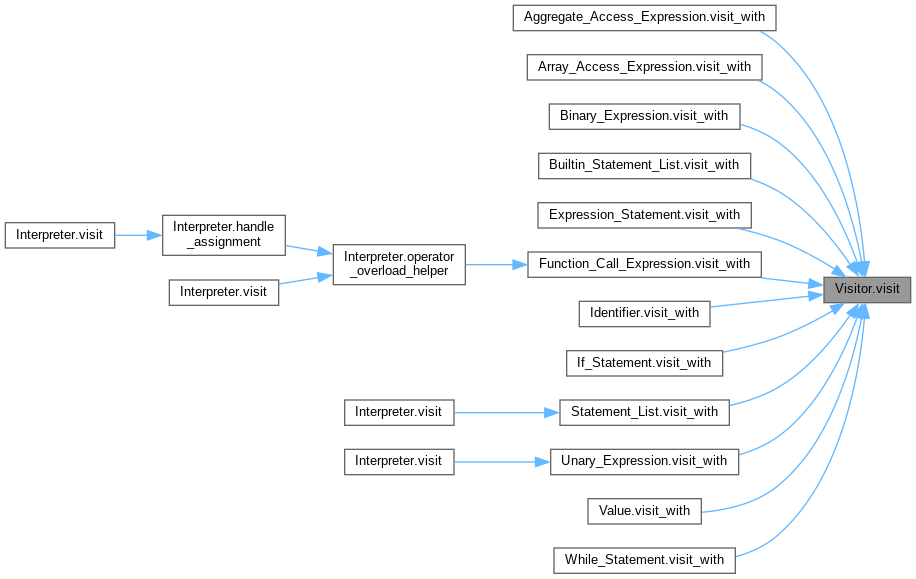 Aggregate_Access_Expression.visit_with
Array_Access_Expression.visit_with
Binary_Expression.visit_with
Builtin_Statement_List.visit_with
Expression_Statement.visit_with
Interpreter.visit
Interpreter.handle
_assignment
Interpreter.visit
Interpreter.operator
_overload_helper
Function_Call_Expression.visit_with
Visitor.visit
Identifier.visit_with
If_Statement.visit_with
Interpreter.visit
Statement_List.visit_with
Interpreter.visit
Unary_Expression.visit_with
Value.visit_with
While_Statement.visit_with